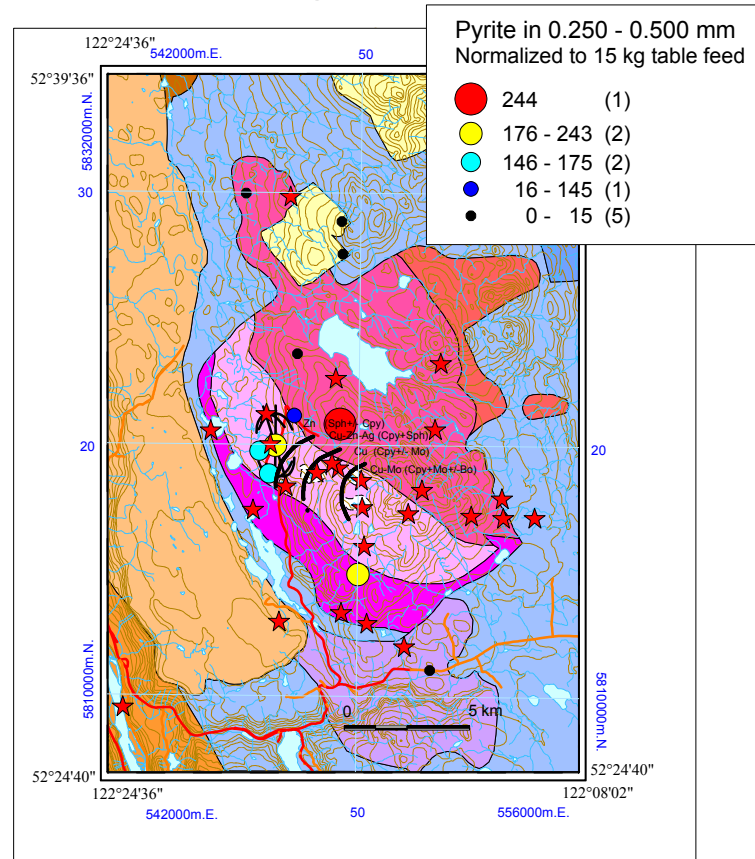 Pyrite in 0.250 - 0.500 mm
Normalized to 15 kg table feed
244 (1)
176 - 243 (2)
146 - 175 (2)
16 - 145 (1)
0 - 15 (5)
122°24'36"
542000m.E.
50
52°39'36"
5832000m.N.
30
Zn (Sph+/- Cpy)
Cu-Zn-Ag (Cpy+Sph)
Cu (Cpy+/- Mo)
Cu-Mo (Cpy+Mo+/-Bo)
20
20
5810000m.N.
5810000m.N.
0 5 km
52°24'40"
52°24'40"
122°24'36"
122°08'02"
542000m.E.
50
556000m.E.